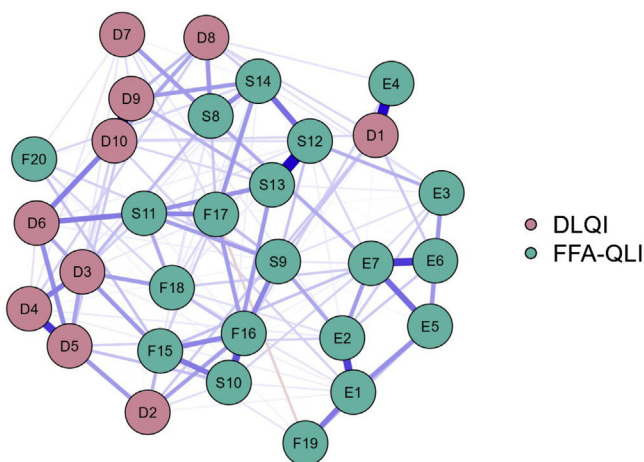 D7
D8
E4
S14
D9
S8
D1
D10
S12
F20
S13
E3
S11
F17
D6
S9
E7
E6
D3
F18
D4
E5
F16
E2
D5
F15
S10
E1
D2
F19
DLQI
FFA-QLI